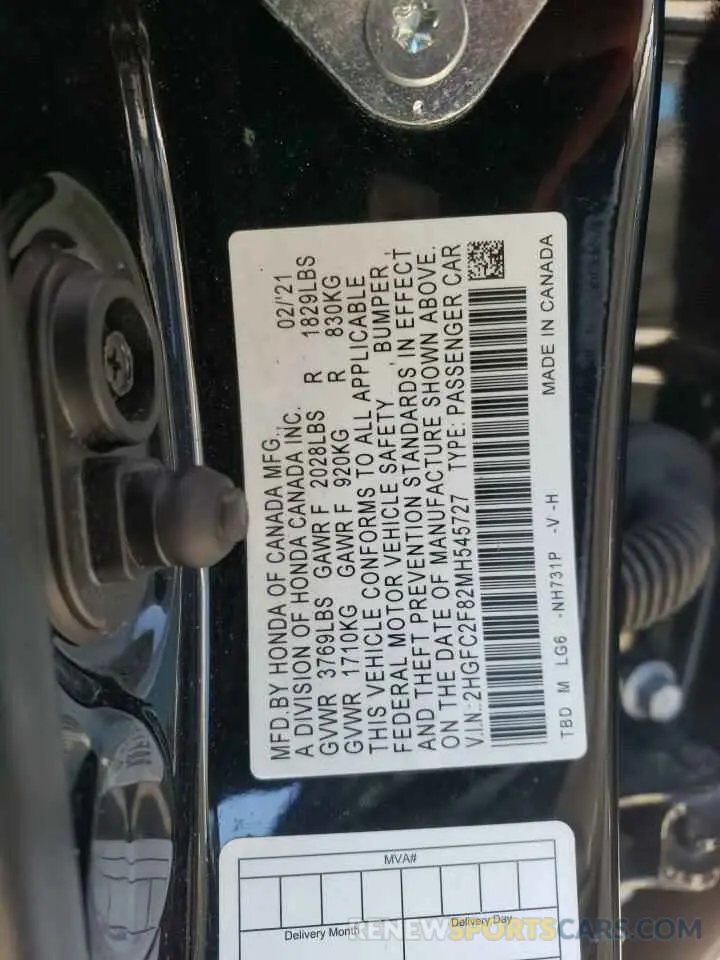 MFD.BY HONDA OF CANADA MFG., 02/'21
A DIVISION OF HONDA CANADA INC.
GVWR 3769LBS GAWR F 2028LBS R 1829LBS
GVWR 1710KG GAWR F 920KG R 830KG
THIS VEHICLE CONFORMS TO ALL APPLICABLE
FEDERAL MOTOR VEHICLE SAFETY , BUMPER ,
AND THEFT PREVENTION STANDARDS IN EFFECT
ON THE DATE OF MANUFACTURE SHOWN ABOVE.
V.I.N.:2HGFC2F82MH545727 TYPE: PASSENGER CAR
TBD M LG6 -NH731P -V-H MADE IN CANADA
MVA#
Delivery Month Delivery Day
RENEWSPORTSCARS.COM